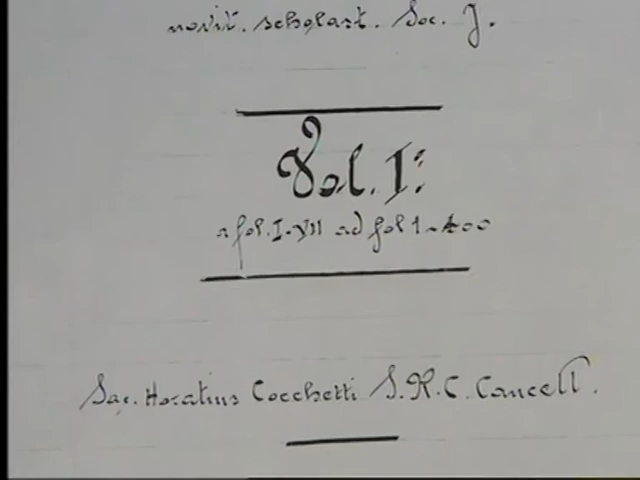 novit. scholast. Soc. J.
Vol. I:
a fol. I-VII ad fol 1-400
Sac. Horatius Cocchetti S.R.C. Cancell.